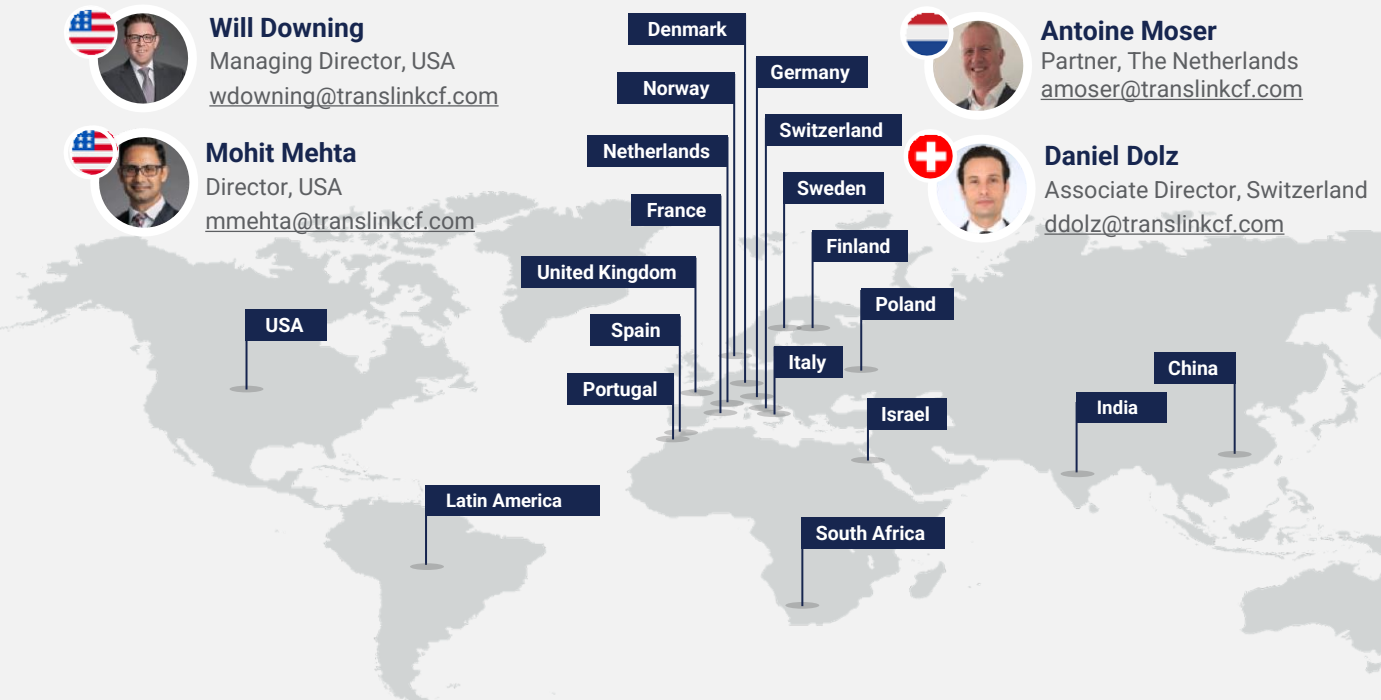 Will Downing
Managing Director, USA
wdowning@translinkcf.com
Mohit Mehta
Director, USA
mmehta@translinkcf.com
Antoine Moser
Partner, The Netherlands
amoser@translinkcf.com
Daniel Dolz
Associate Director, Switzerland
ddolz@translinkcf.com
Denmark
Germany
Norway
Switzerland
Netherlands
Sweden
France
Finland
United Kingdom
Poland
USA
Spain
Italy
China
Portugal
India
Israel
Latin America
South Africa